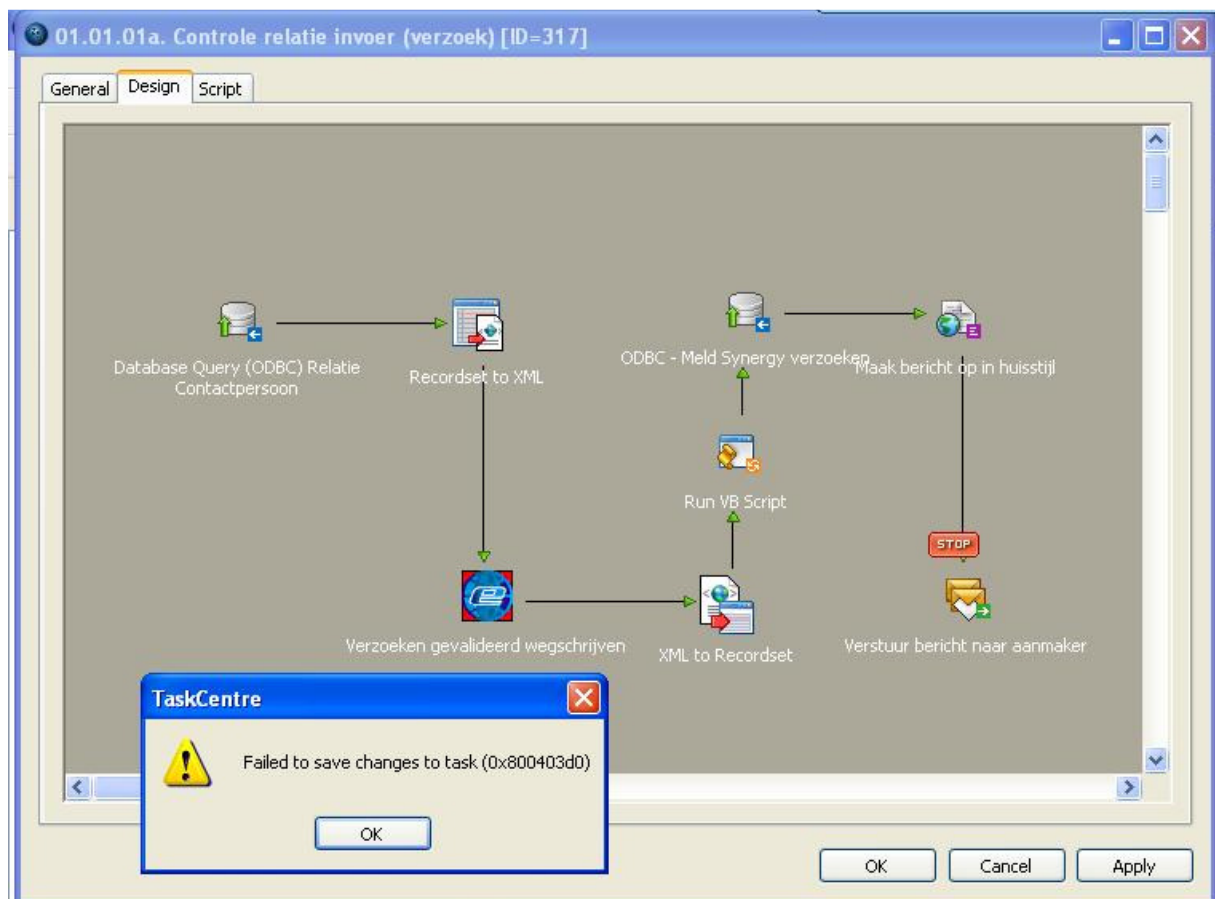 01.01.01a. Controle relatie invoer (verzoek) [ID=317]
General Design Script
Database Query (ODBC) Relatie
Contactpersoon
Recordset to XML
ODBC - Meld Synergy verzoeken
Maak bericht op in huisstijl
Run VB Script
STOP
Verzoeken gevalideerd wegschrijven
XML to Recordset
Verstuur bericht naar aanmaker
TaskCentre
Failed to save changes to task (0x800403d0)
OK
OK Cancel Apply